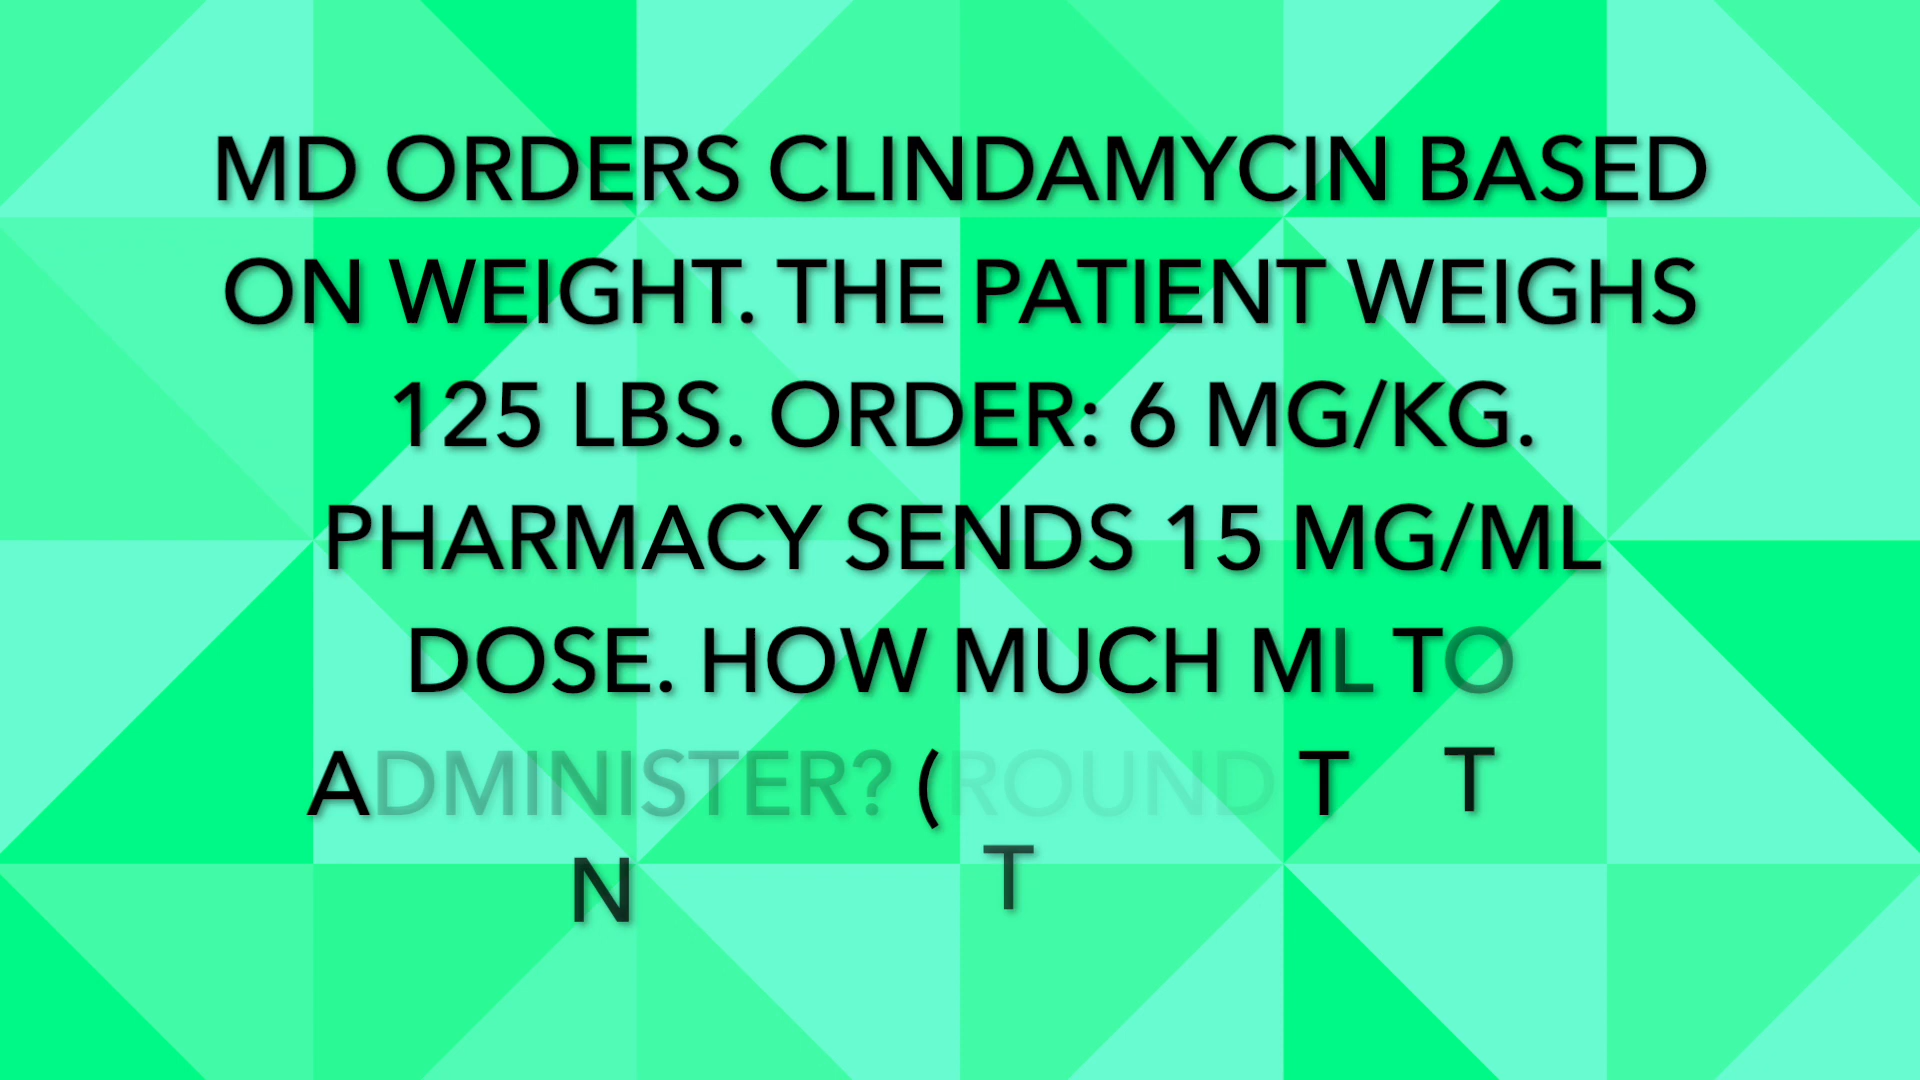 MD ORDERS CLINDAMYCIN BASED
ON WEIGHT. THE PATIENT WEIGHS
125 LBS. ORDER: 6 MG/KG.
PHARMACY SENDS 15 MG/ML
DOSE. HOW MUCH ML TO
ADMINISTER? (ROUND T T
N T